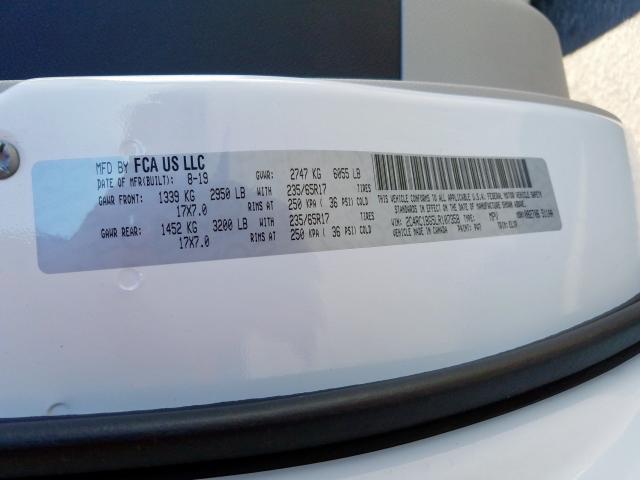 MFD BY FCA US LLC
DATE OF MFR(BUILT): 8-19 GVWR: 2747 KG 6055 LB
GAWR FRONT: 1339 KG 2950 LB WITH 235/65R17 TIRES
17X7.0 RIMS AT 250 KPA ( 36 PSI) COLD
GAWR REAR: 1452 KG 3200 LB WITH 235/65R17 TIRES
17X7.0 RIMS AT 250 KPA ( 36 PSI) COLD
THIS VEHICLE CONFORMS TO ALL APPLICABLE U.S.A. FEDERAL MOTOR VEHICLE SAFETY
STANDARDS IN EFFECT ON THE DATE OF MANUFACTURE SHOWN ABOVE.
VIN: TYPE: MPV
VEHICLE MADE IN CANADA PAINT: PW7 TRIM: